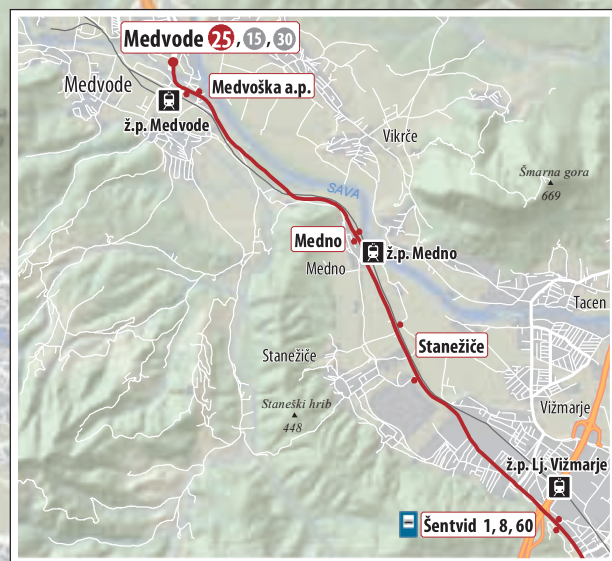 Medvode 25, 15, 30
Medvode
Medvoška a.p.
ž.p. Medvode
Vikrče
Šmarna gora
669
SAVA
Medno
ž.p. Medno
Medno
Tacen
Stanežiče
Stanežiče
Staneški hrib
448
Vižmarje
ž.p. Lj. Vižmarje
Šentvid 1, 8, 60